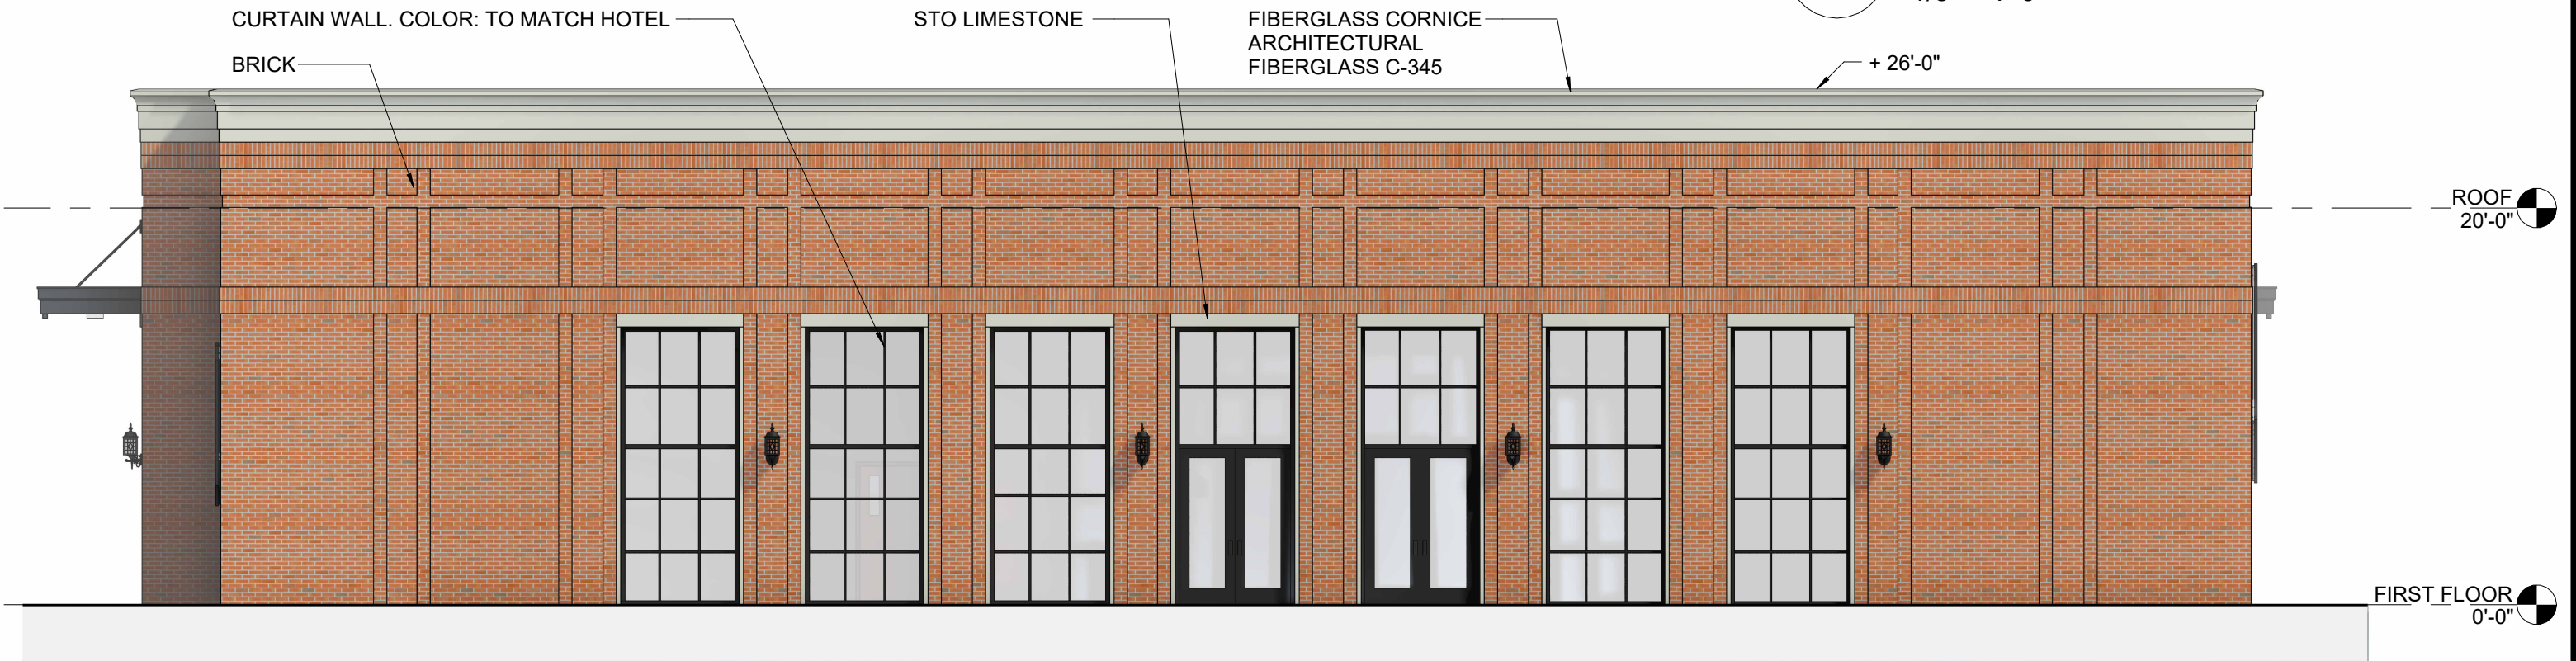 CURTAIN WALL. COLOR: TO MATCH HOTEL
STO LIMESTONE
FIBERGLASS CORNICE
ARCHITECTURAL
FIBERGLASS C-345
BRICK
+ 26'-0"
ROOF
20'-0"
FIRST FLOOR
0'-0"